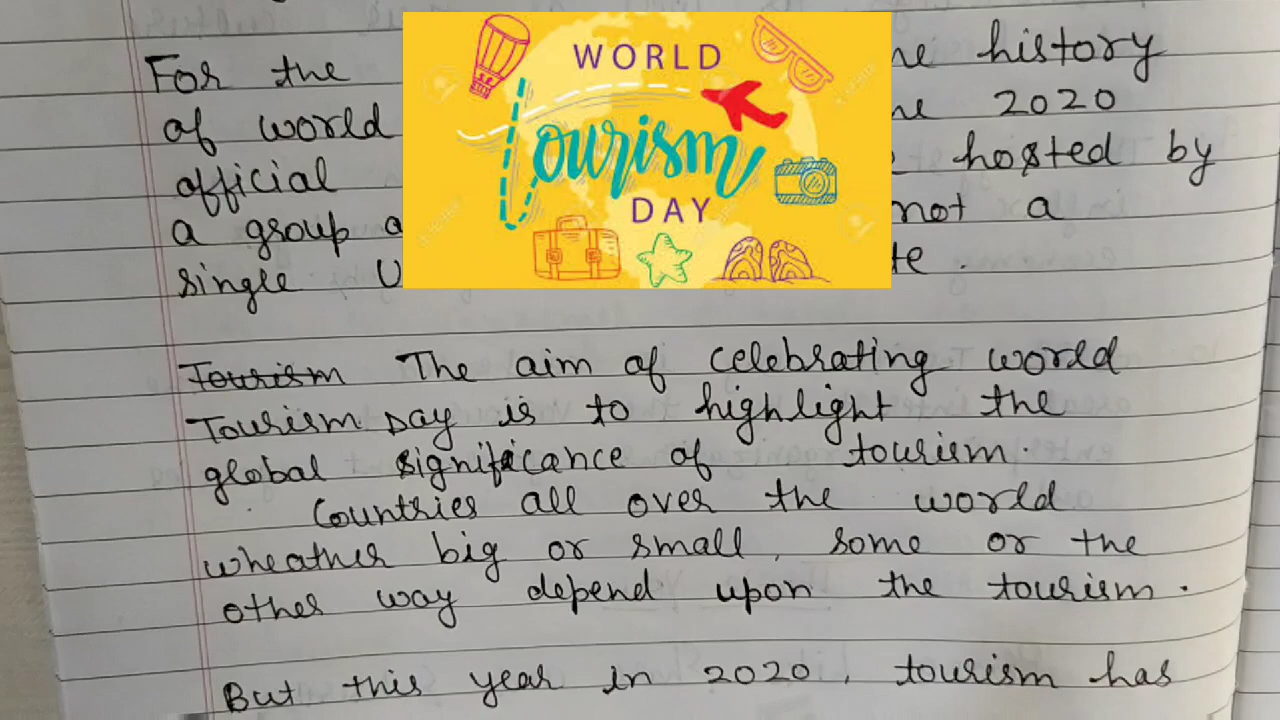 For the
of world
official
a group a
single U
WORLD
Tourism
DAY
he history
he 2020
hosted by
not a
te.
Tourism The aim of celebrating world
Tourism Day is to highlight the
global significance of tourism.
Countries all over the world
wheather big or small, some or the
other way depend upon the tourism.
But this year in 2020, tourism has